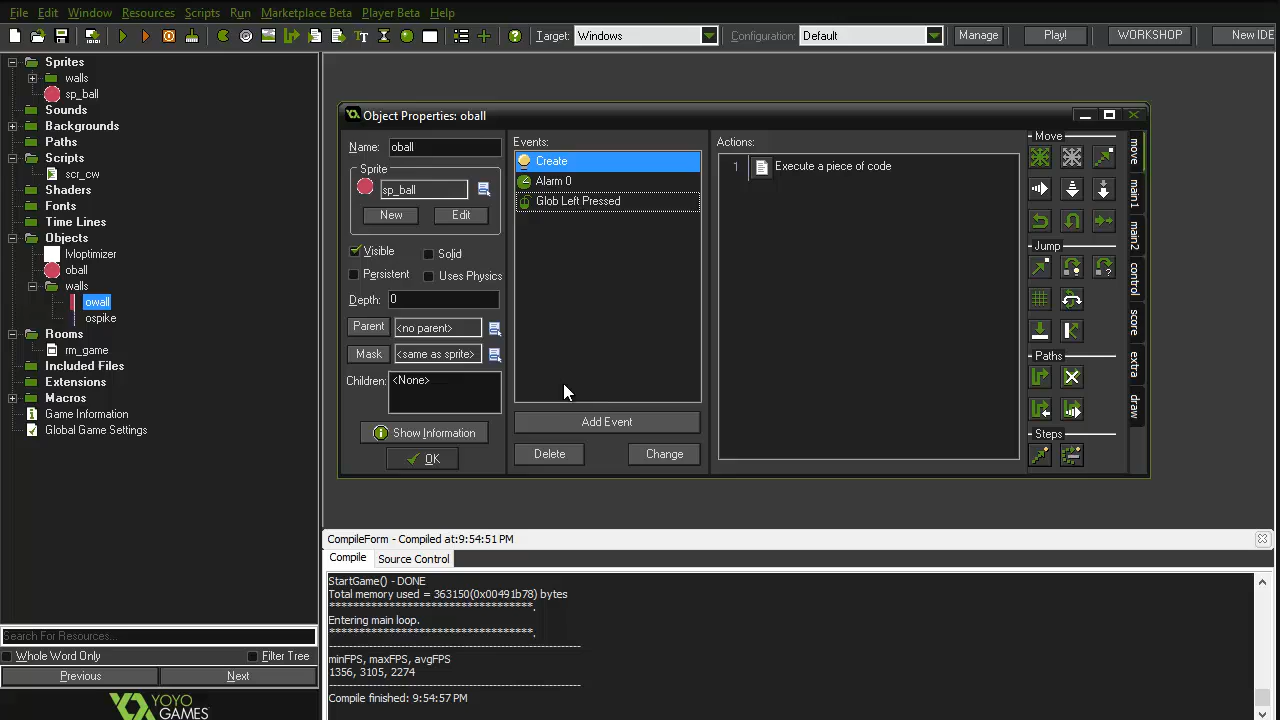 File Edit Window Resources Scripts Run Marketplace Beta Player Beta Help
Target: Windows Configuration: Default Manage Play! WORKSHOP New IDE
Sprites
walls
sp_ball
Sounds
Backgrounds
Paths
Scripts
scr_cw
Shaders
Fonts
Time Lines
Objects
Moptimizer
oball
walls
owall
ospike
Rooms
rm_game
Included Files
Extensions
Macros
Game Information
Global Game Settings
Search For Resources...
Whole Word Only Filter Tree
Previous Next
YOYO
GAMES
Object Properties: oball
Name: oball
Sprite
sp_ball
New Edit
Visible Solid
Persistent Uses Physics
Depth: 0
Parent <no parent>
Mask <same as sprite>
Children: <None>
Show Information
OK
Events:
Create
Alarm 0
Glob Left Pressed
Add Event
Delete Change
Actions:
1 Execute a piece of code
Move
Jump
Paths
Steps
move
main1
main2
control
score
extra
draw
CompileForm - Compiled at:9:54:51 PM
Compile Source Control
StartGame() - DONE
Total memory used = 363150(0x00491b78) bytes
**********************************.
Entering main loop.
**********************************.
------------------------------------------------------------
minFPS, maxFPS, avgFPS
1356, 3105, 2274
------------------------------------------------------------
Compile finished: 9:54:57 PM